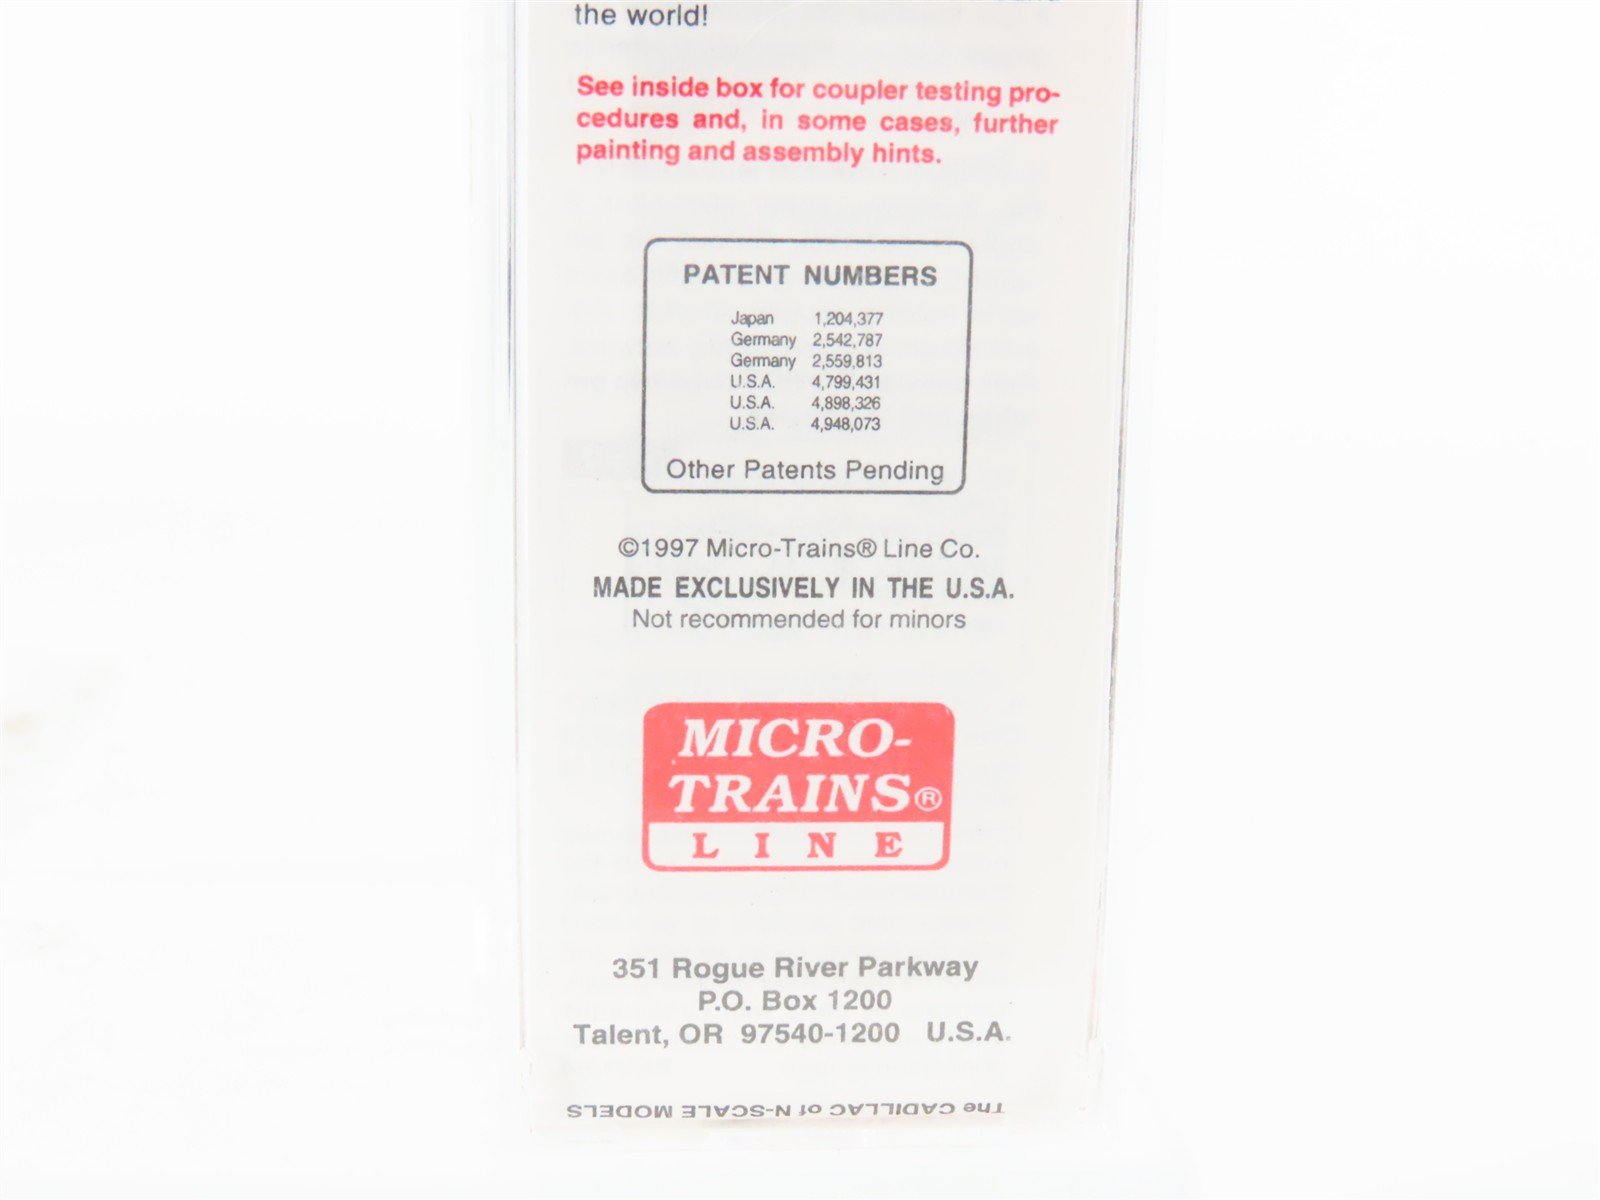 the world!
See inside box for coupler testing pro-
cedures and, in some cases, further
painting and assembly hints.
PATENT NUMBERS
Japan 1,204,377
Germany 2,542,787
Germany 2,559,813
U.S.A. 4,799,431
U.S.A. 4,898,326
U.S.A. 4,948,073
Other Patents Pending
©1997 Micro-Trains® Line Co.
MADE EXCLUSIVELY IN THE U.S.A.
Not recommended for minors
MICRO-
TRAINS®
LINE
351 Rogue River Parkway
P.O. Box 1200
Talent, OR 97540-1200 U.S.A.
The CADILLAC of N-SCALE MODELS